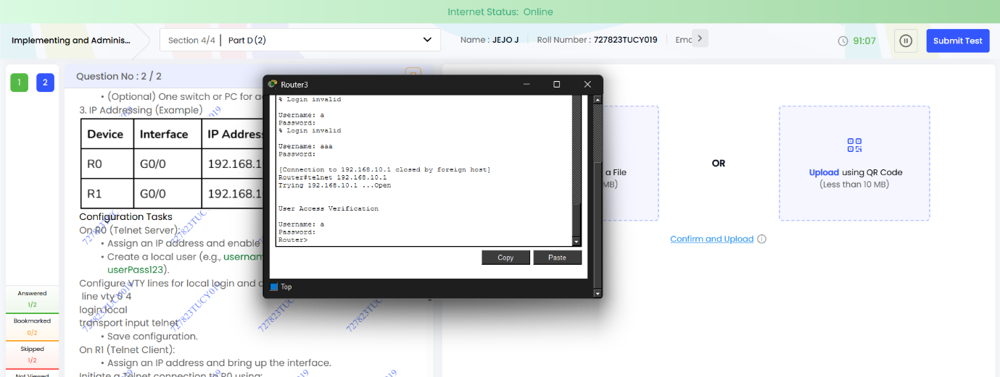 Internet Status: Online
Implementing and Adminis...
Section 4/4 | Part D (2)
Name : JEJO J
Roll Number : 727823TUCY019
Ema
91:07
Submit Test
1
2
Question No : 2 / 2
• (Optional) One switch or PC for a
3. IP Addressing (Example)
Device Interface IP Addres
R0 G0/0 192.168.1
R1 G0/0 192.168.1
Configuration Tasks
On R0 (Telnet Server):
• Assign an IP address and enable
• Create a local user (e.g., usernam
userPass123).
Configure VTY lines for local login and
line vty 0 4
login local
transport input telnet
• Save configuration.
On R1 (Telnet Client):
• Assign an IP address and bring up the interface.
Initiate a Telnet connection to R0 using:
Answered
1/2
Bookmarked
0/2
Skipped
1/2
Not Viewed
Router3
% Login invalid
Username: a
Password:
% Login invalid
Username: aaa
Password:
[Connection to 192.168.10.1 closed by foreign host]
Router#telnet 192.168.10.1
Trying 192.168.10.1 ...Open
User Access Verification
Username: a
Password:
Router>
Copy
Paste
Top
a File
MB)
OR
Upload using QR Code
(Less than 10 MB)
Confirm and Upload
727823TUCY019
727823TUCY019
727823TUCY019
727823TUCY019